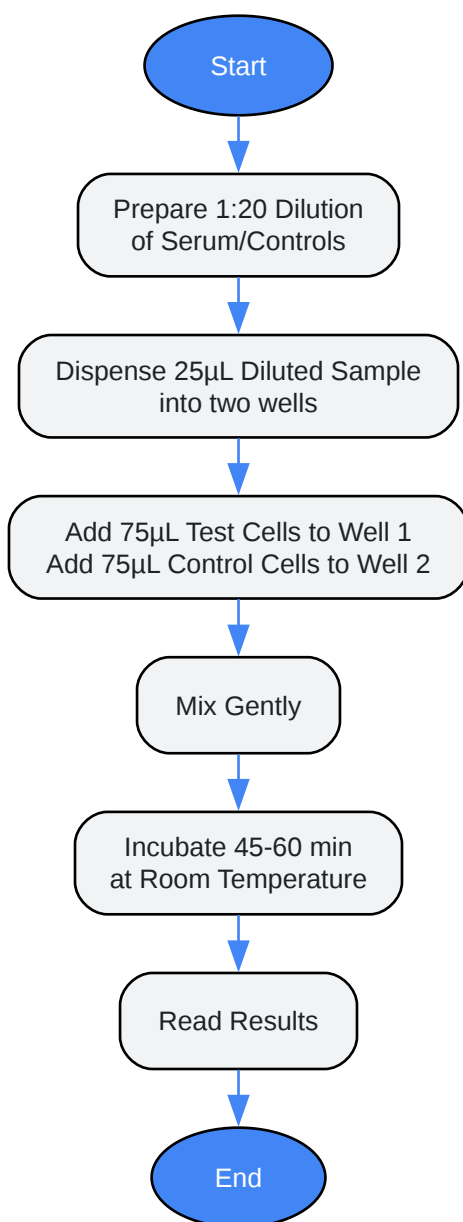 Start
Prepare 1:20 Dilution
of Serum/Controls
Dispense 25µL Diluted Sample
into two wells
Add 75µL Test Cells to Well 1
Add 75µL Control Cells to Well 2
Mix Gently
Incubate 45-60 min
at Room Temperature
Read Results
End